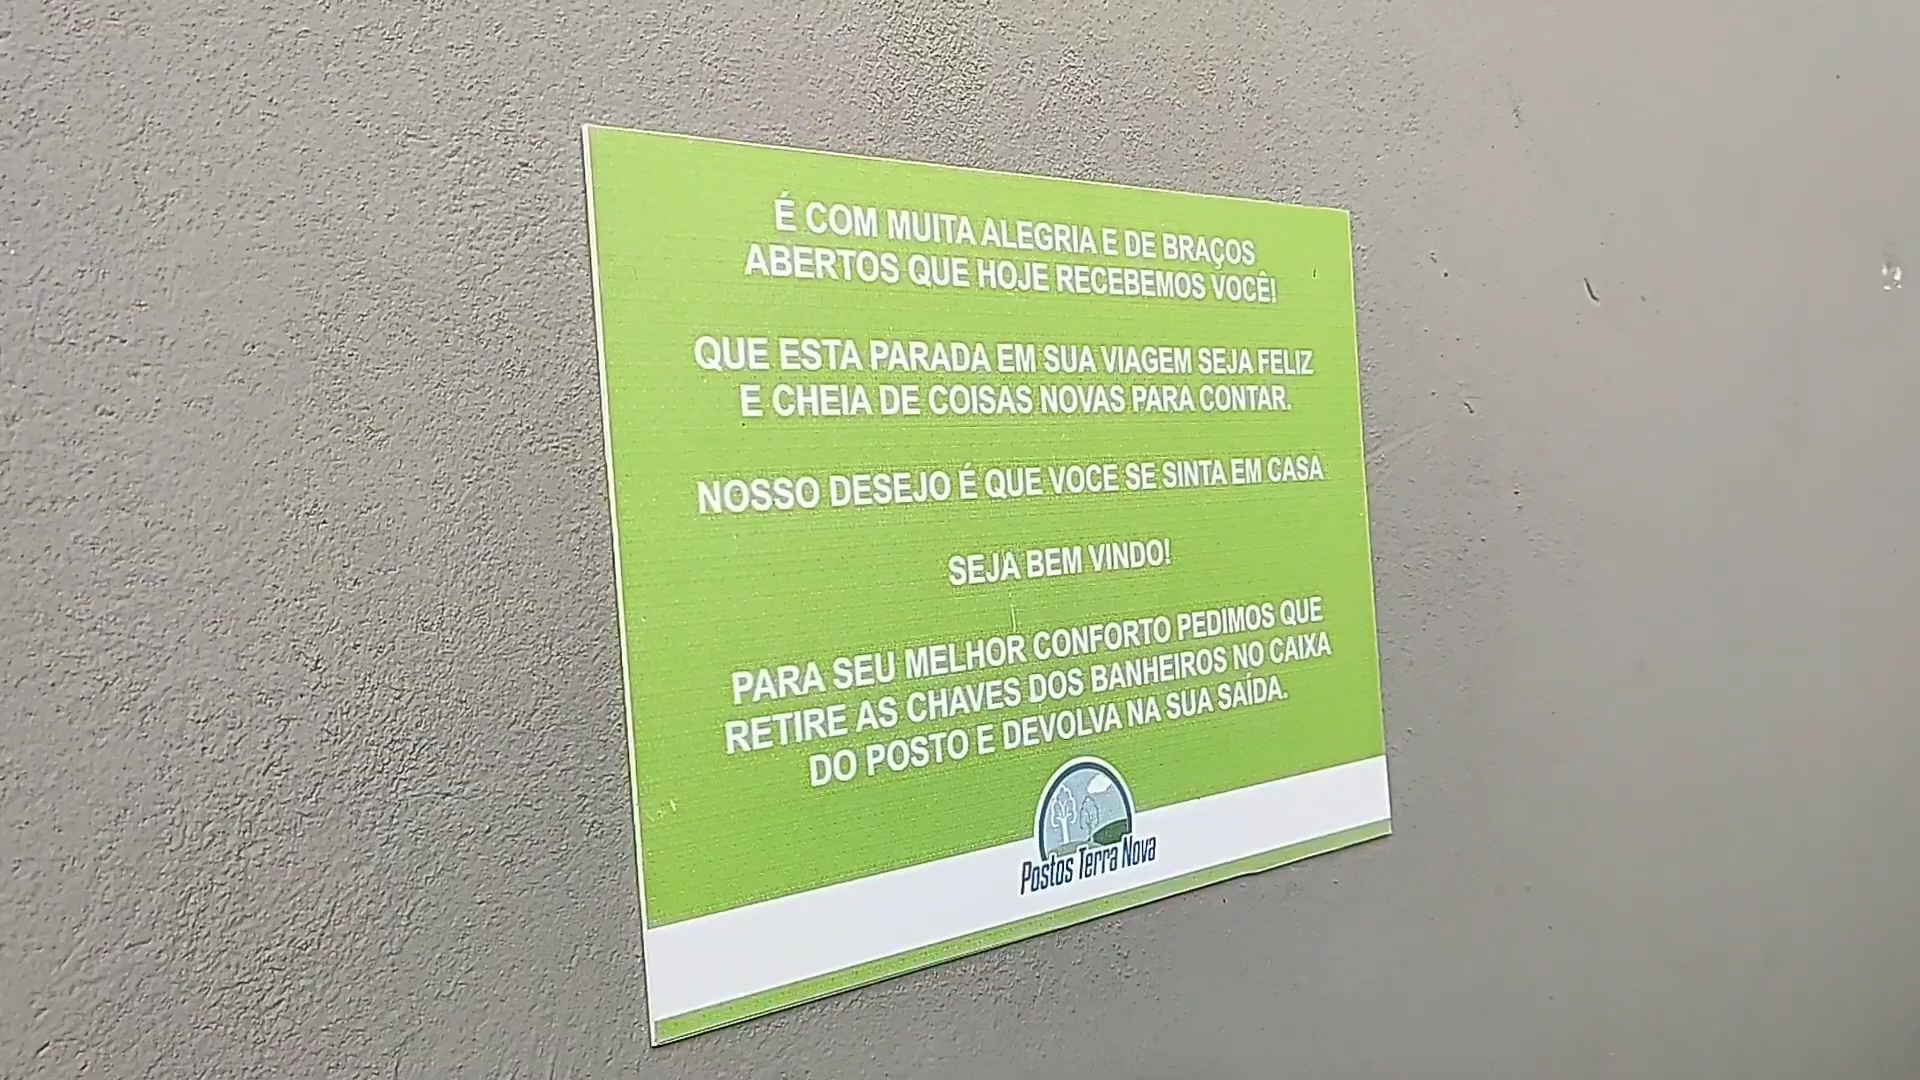 É COM MUITA ALEGRIA E DE BRAÇOS
ABERTOS QUE HOJE RECEBEMOS VOCÊ!
QUE ESTA PARADA EM SUA VIAGEM SEJA FELIZ
E CHEIA DE COISAS NOVAS PARA CONTAR.
NOSSO DESEJO É QUE VOCE SE SINTA EM CASA
SEJA BEM VINDO!
PARA SEU MELHOR CONFORTO PEDIMOS QUE
RETIRE AS CHAVES DOS BANHEIROS NO CAIXA
DO POSTO E DEVOLVA NA SUA SAÍDA.
Postos Terra Nova